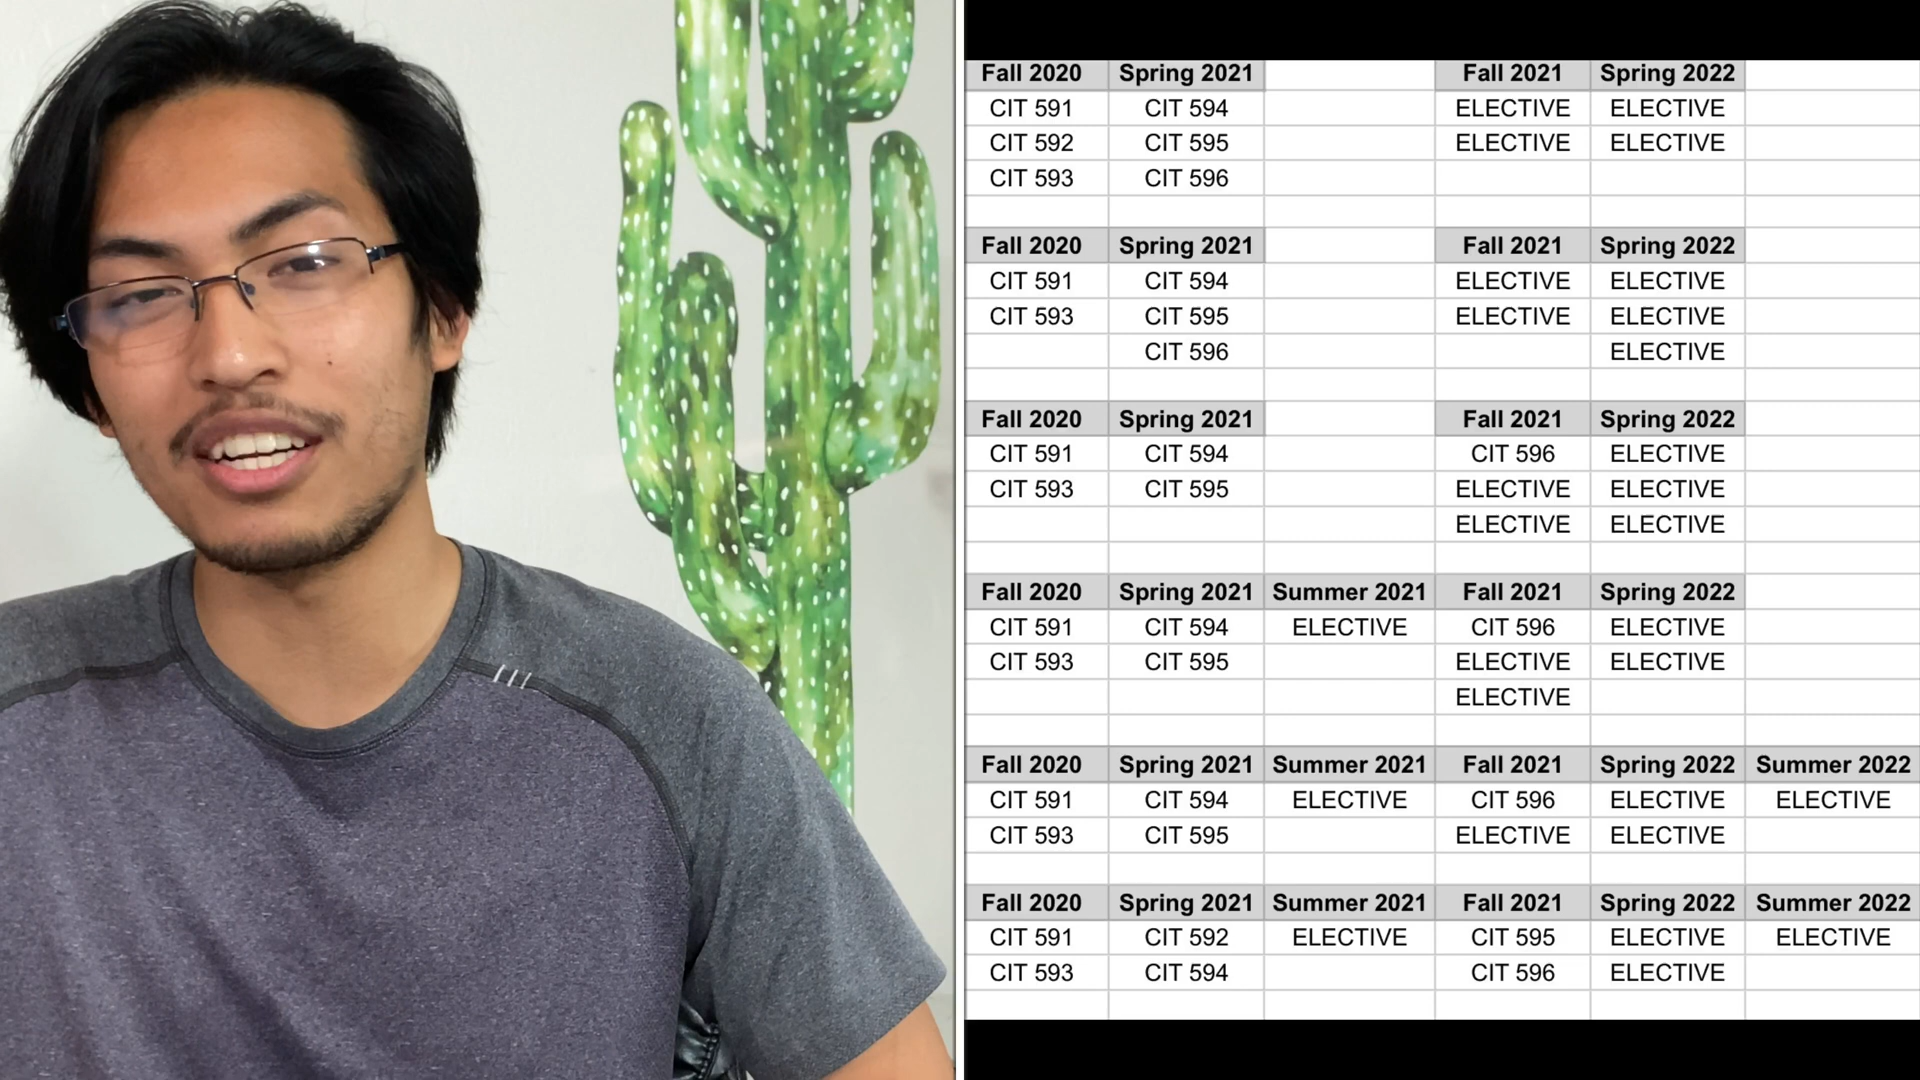 Fall 2020 Spring 2021 Fall 2021 Spring 2022
CIT 591 CIT 594 ELECTIVE ELECTIVE
CIT 592 CIT 595 ELECTIVE ELECTIVE
CIT 593 CIT 596
Fall 2020 Spring 2021 Fall 2021 Spring 2022
CIT 591 CIT 594 ELECTIVE ELECTIVE
CIT 593 CIT 595 ELECTIVE ELECTIVE
CIT 596 ELECTIVE
Fall 2020 Spring 2021 Fall 2021 Spring 2022
CIT 591 CIT 594 CIT 596 ELECTIVE
CIT 593 CIT 595 ELECTIVE ELECTIVE
ELECTIVE ELECTIVE
Fall 2020 Spring 2021 Summer 2021 Fall 2021 Spring 2022
CIT 591 CIT 594 ELECTIVE CIT 596 ELECTIVE
CIT 593 CIT 595 ELECTIVE ELECTIVE
ELECTIVE
Fall 2020 Spring 2021 Summer 2021 Fall 2021 Spring 2022 Summer 2022
CIT 591 CIT 594 ELECTIVE CIT 596 ELECTIVE ELECTIVE
CIT 593 CIT 595 ELECTIVE ELECTIVE
Fall 2020 Spring 2021 Summer 2021 Fall 2021 Spring 2022 Summer 2022
CIT 591 CIT 592 ELECTIVE CIT 595 ELECTIVE ELECTIVE
CIT 593 CIT 594 CIT 596 ELECTIVE